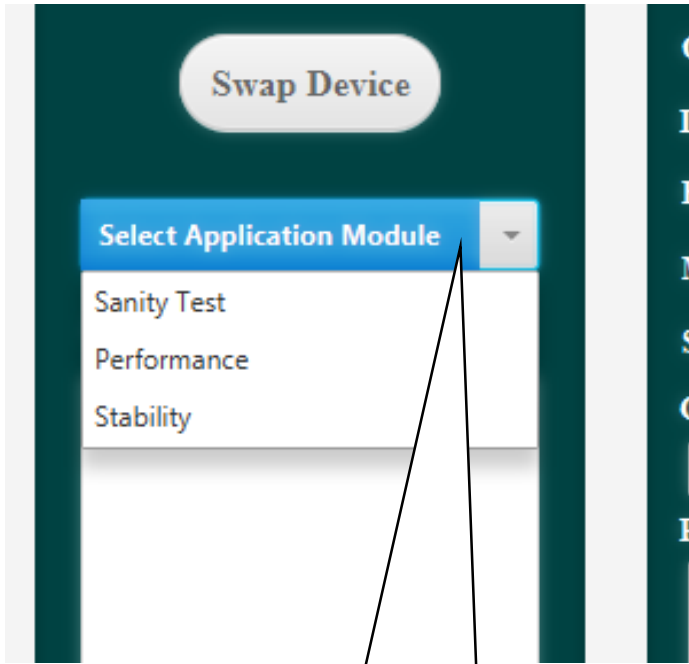 Swap Device
Select Application Module
Sanity Test
Performance
Stability